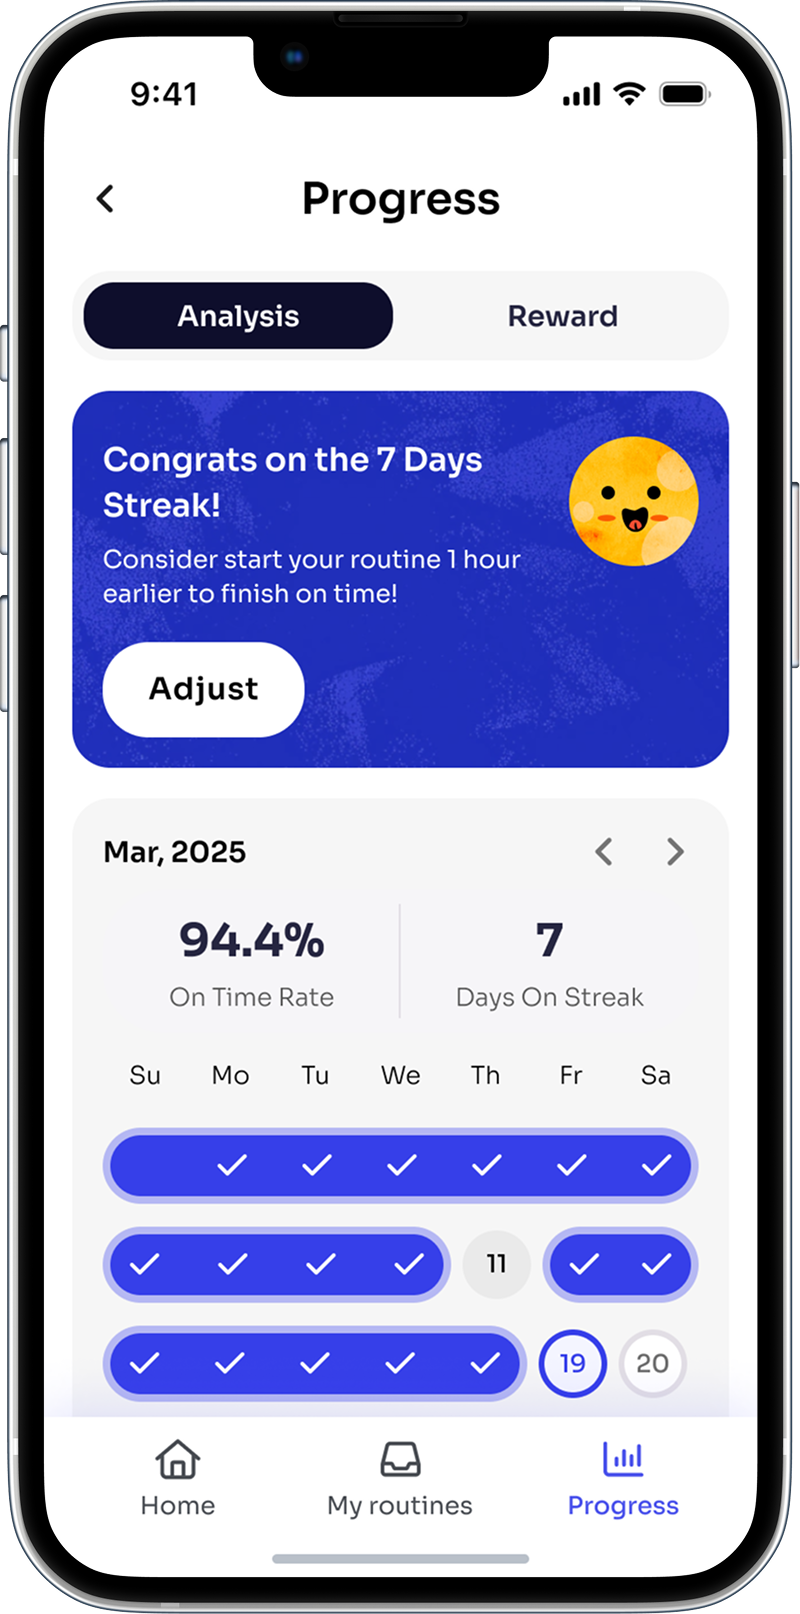 9:41
Progress
Analysis
Reward
Congrats on the 7 Days
Streak!
Consider start your routine 1 hour
earlier to finish on time!
Adjust
Mar, 2025
94.4%
On Time Rate
7
Days On Streak
Su Mo Tu We Th Fr Sa
11
19 20
Home
My routines
Progress